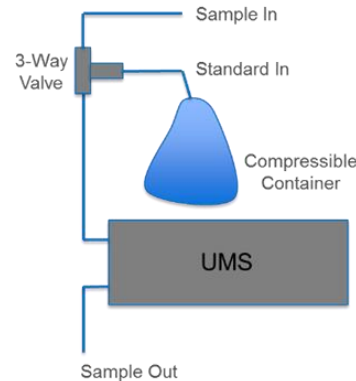 Sample In
3-Way
Valve
Standard In
Compressible
Container
UMS
Sample Out